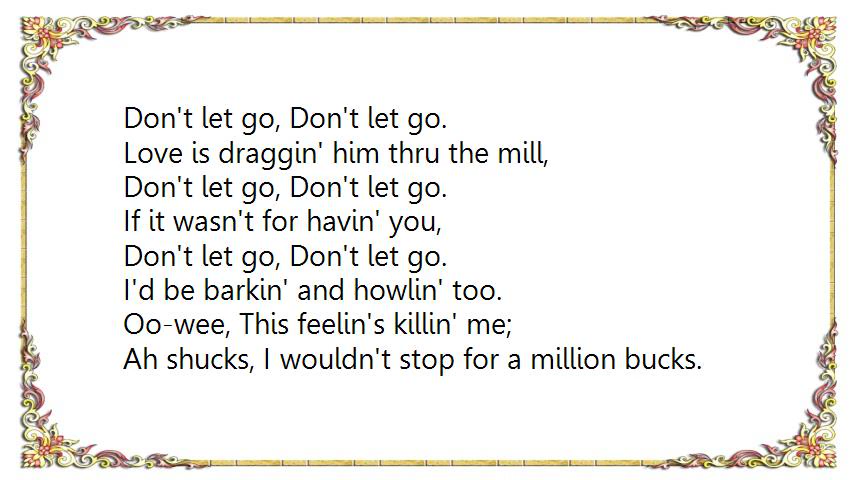 Don't let go, Don't let go.
Love is draggin' him thru the mill,
Don't let go, Don't let go.
If it wasn't for havin' you,
Don't let go, Don't let go.
I'd be barkin' and howlin' too.
Oo-wee, This feelin's killin' me;
Ah shucks, I wouldn't stop for a million bucks.